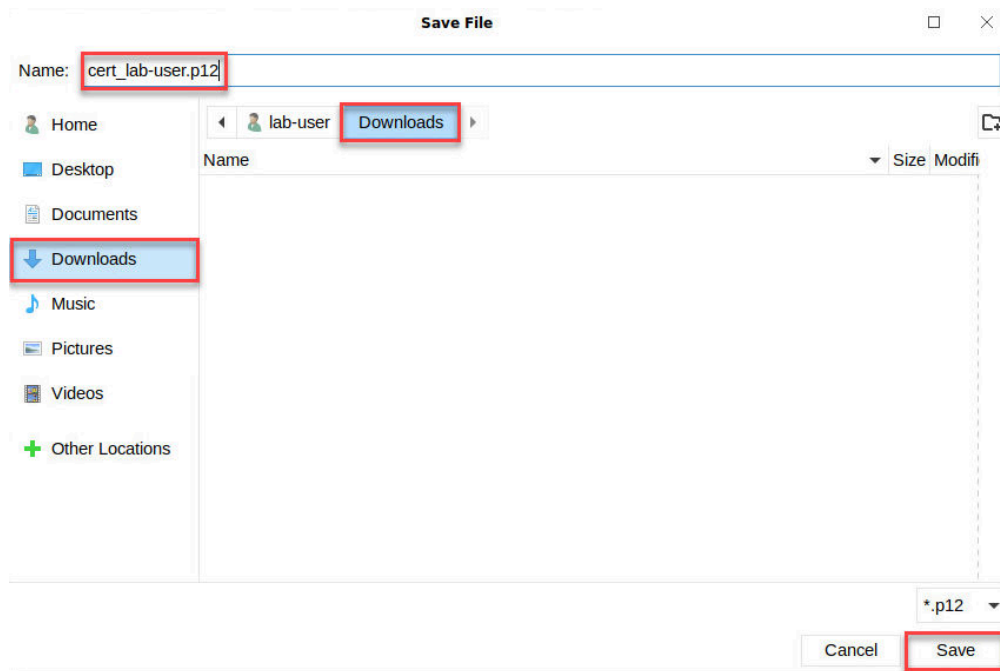 Save File
Name: cert_lab-user.p12
Home
lab-user Downloads
Desktop
Name Size Modifi
Documents
Downloads
Music
Pictures
Videos
Other Locations
*.p12
Cancel Save